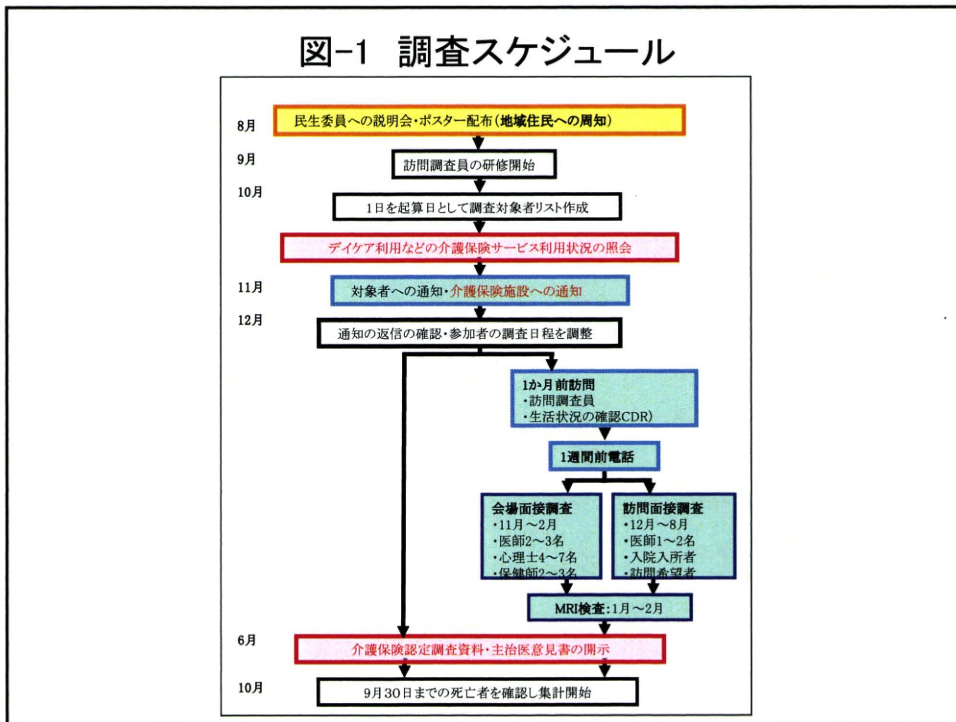 図-1 調査スケジュール
8月
民生委員への説明会・ポスター配布(地域住民への周知)
9月
訪問調査員の研修開始
10月
1日を起算日として調査対象者リスト作成
デイケア利用などの介護保険サービス利用状況の照会
11月
対象者への通知・介護保険施設への通知
12月
通知の返信の確認・参加者の調査日程を調整
1か月前訪問
・訪問調査員
・生活状況の確認CDR)
1週間前電話
会場面接調査
・11月～2月
・医師2～3名
・心理士4～7名
・保健師2～3名
訪問面接調査
・12月～8月
・医師1～2名
・入院入所者
・訪問希望者
MRI検査:1月～2月
6月
介護保険認定調査資料・主治医意見書の開示
10月
9月30日までの死亡者を確認し集計開始